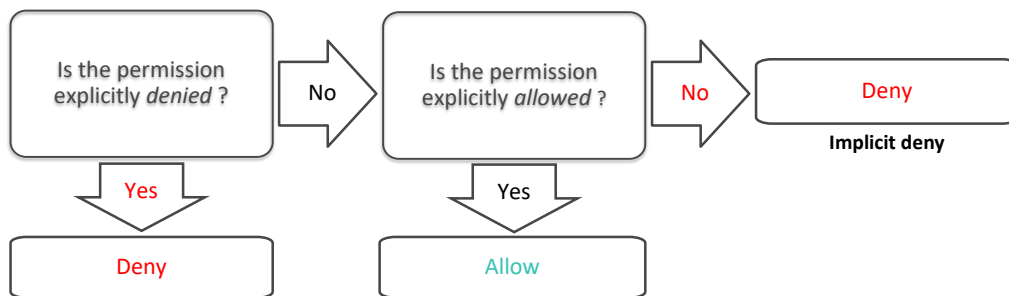 Is the permission
explicitly denied ?
No
Is the permission
explicitly allowed ?
No
Deny
Implicit deny
Yes
Yes
Deny
Allow